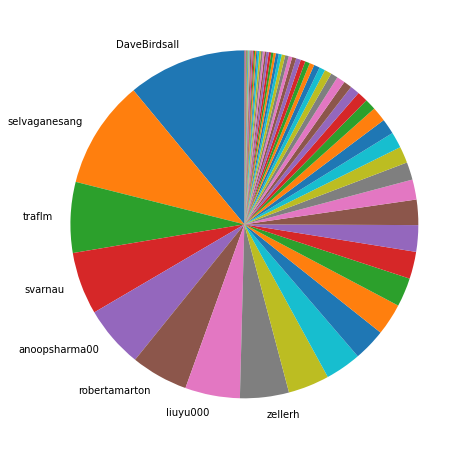 DaveBirdsall
selvaganesang
traflm
svarnau
anoopsharma00
robertamarton
liuyu000
zellerh